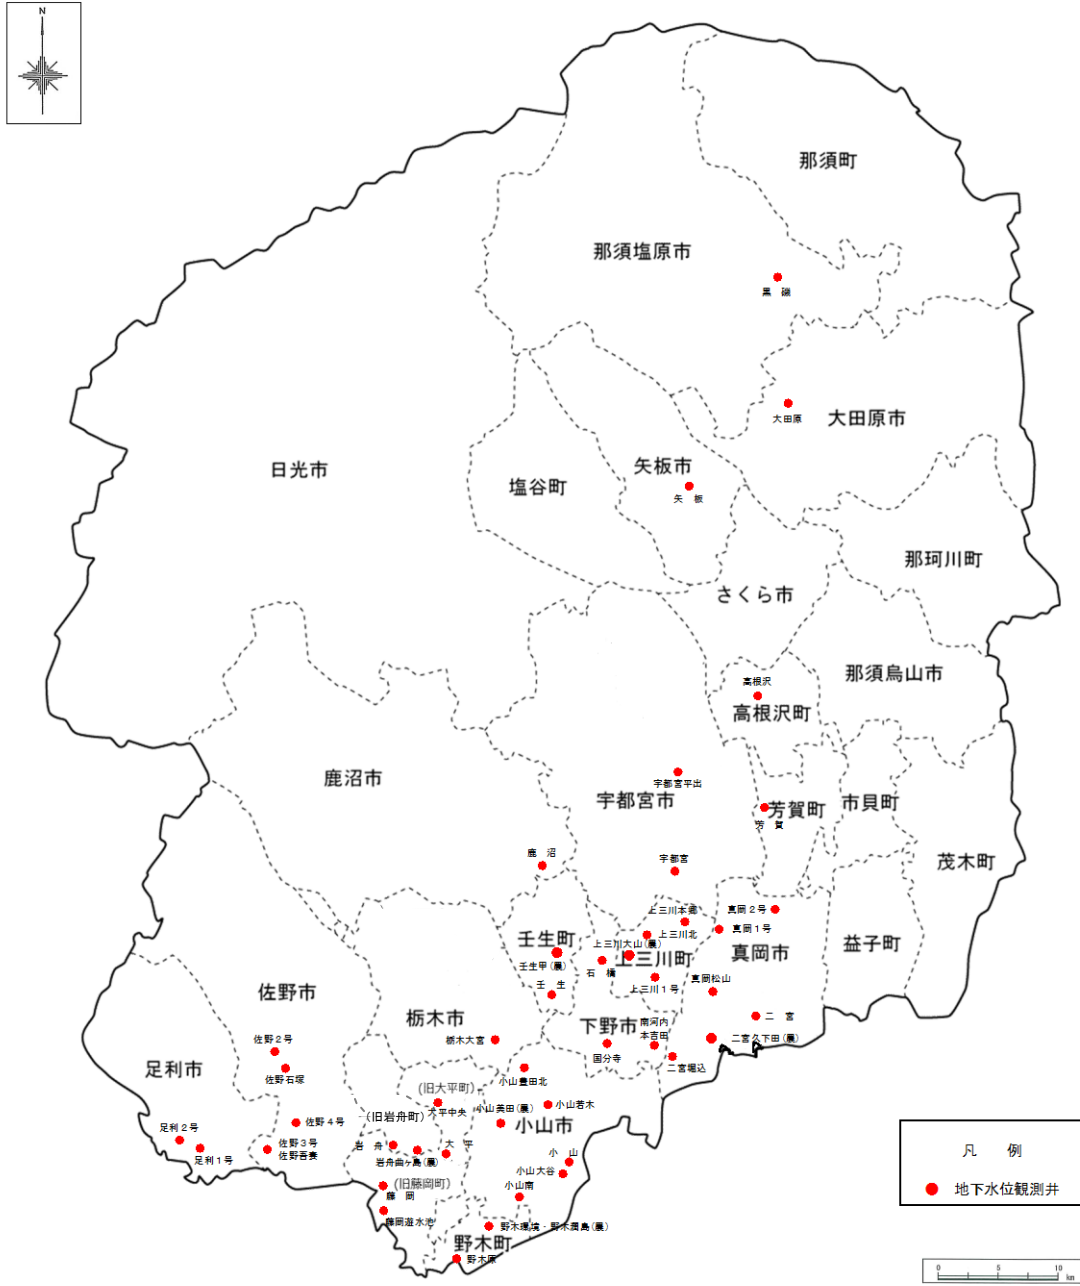 N
那須町
那須塩原市
黒 磯
大田原
大田原市
日光市
矢板市
塩谷町
矢 板
那珂川町
さくら市
那須烏山市
高根沢
高根沢町
鹿沼市
宇都宮平出
宇都宮市
芳賀町
市貝町
芳 賀
鹿 沼
宇都宮
茂木町
上三川本郷
真岡2号
真岡1号
上三川北
壬生町
上三川大山(農)
上三川町
真岡市
益子町
壬生甲(農)
石 橋
壬 生
上三川1号
真岡松山
佐野市
栃木市
下野市
南河内
本吉田
二 宮
栃木大宮
二宮久下田(農)
佐野2号
国分寺
二宮堀込
足利市
佐野石塚
小山豊田北
(旧大平町)
大平中央
小山美田(農)
小山若木
(旧岩舟町)
佐野4号
小山市
足利2号
足利1号
佐野3号
佐野吾妻
岩 舟
大 平
岩舟曲ヶ島(農)
小 山
小山大谷
(旧藤岡町)
藤 岡
小山南
藤岡遊水池
野木環境・野木潤島(農)
野木町
野木原
凡 例
地下水位観測井
0 5 10
km